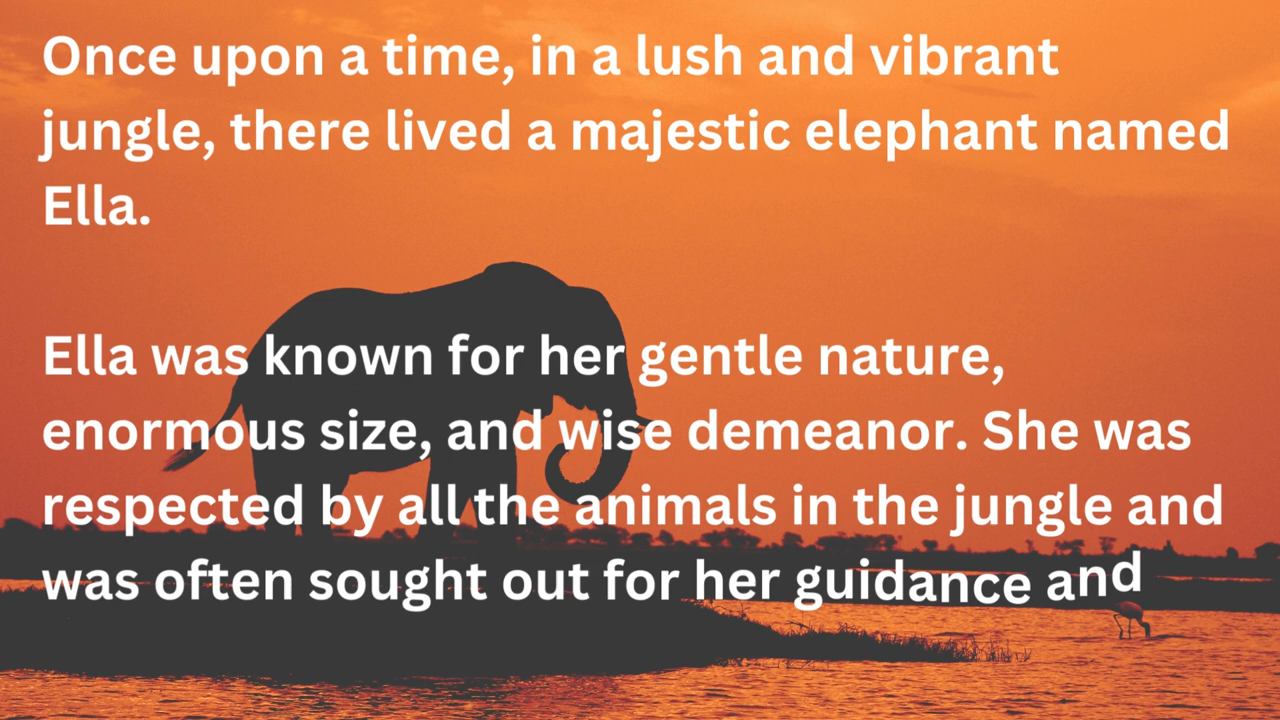 Once upon a time, in a lush and vibrant
jungle, there lived a majestic elephant named
Ella.
Ella was known for her gentle nature,
enormous size, and wise demeanor. She was
respected by all the animals in the jungle and
was often sought out for her guidance and